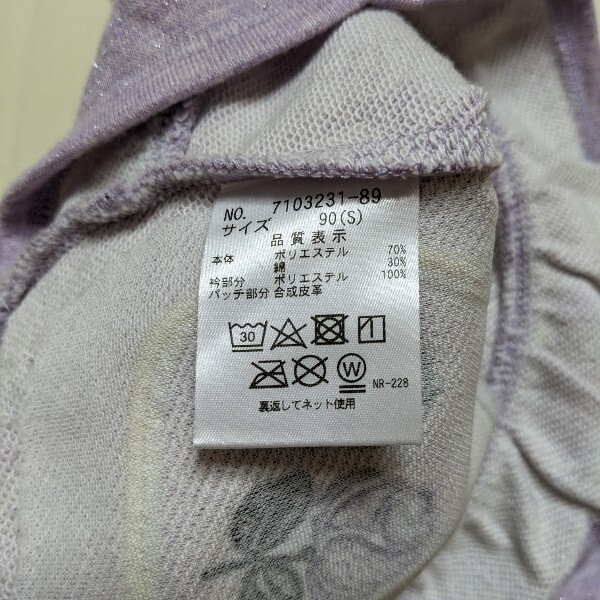 NO. 7103231-89
サイズ 90(S)
品質表示
本体 ポリエステル 70%
綿 30%
衿部分 ポリエステル 100%
パッチ部分 合成皮革
30
W
NR-228
裏返してネット使用